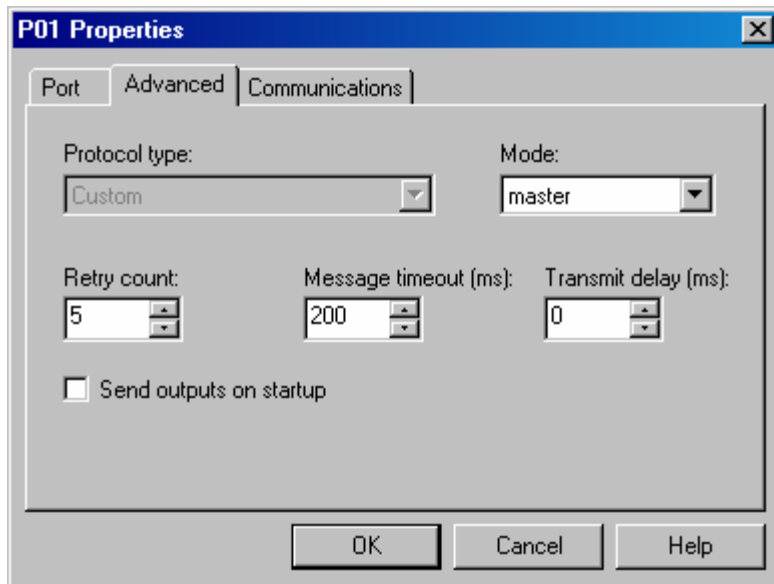 P01 Properties
Port Advanced Communications
Protocol type: Mode:
Custom master
Retry count: Message timeout (ms): Transmit delay (ms):
5 200 0
Send outputs on startup
OK Cancel Help